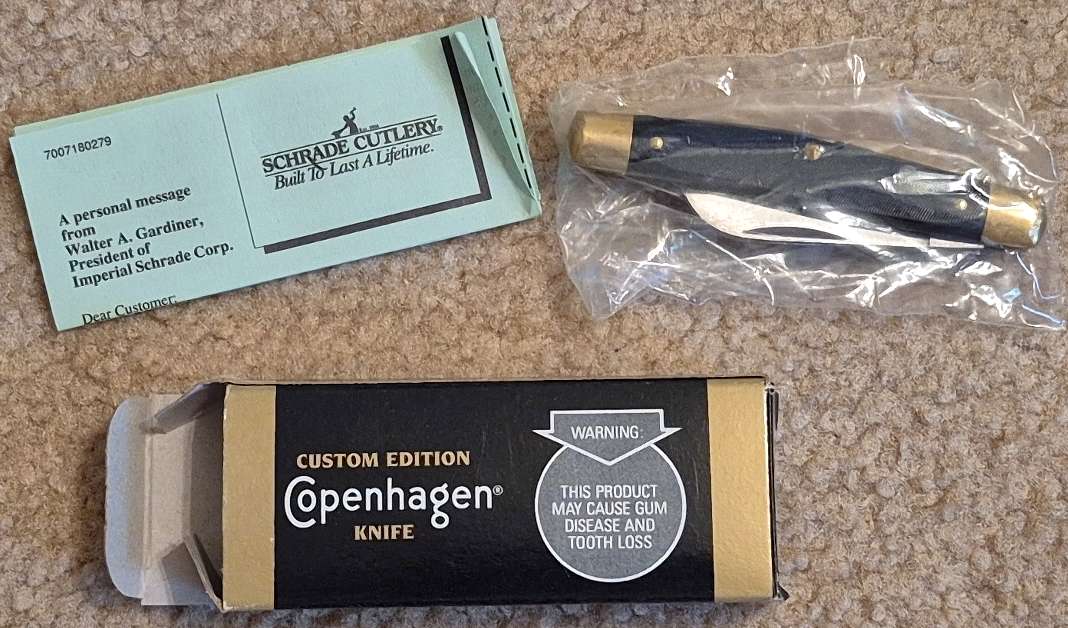 7007180279
A personal message
from
Walter A. Gardiner,
President of
Imperial Schrade Corp.
Dear Customer:
SCHRADE CUTLERY®
Built To Last A Lifetime.
CUSTOM EDITION
Copenhagen®
KNIFE
WARNING:
THIS PRODUCT
MAY CAUSE GUM
DISEASE AND
TOOTH LOSS